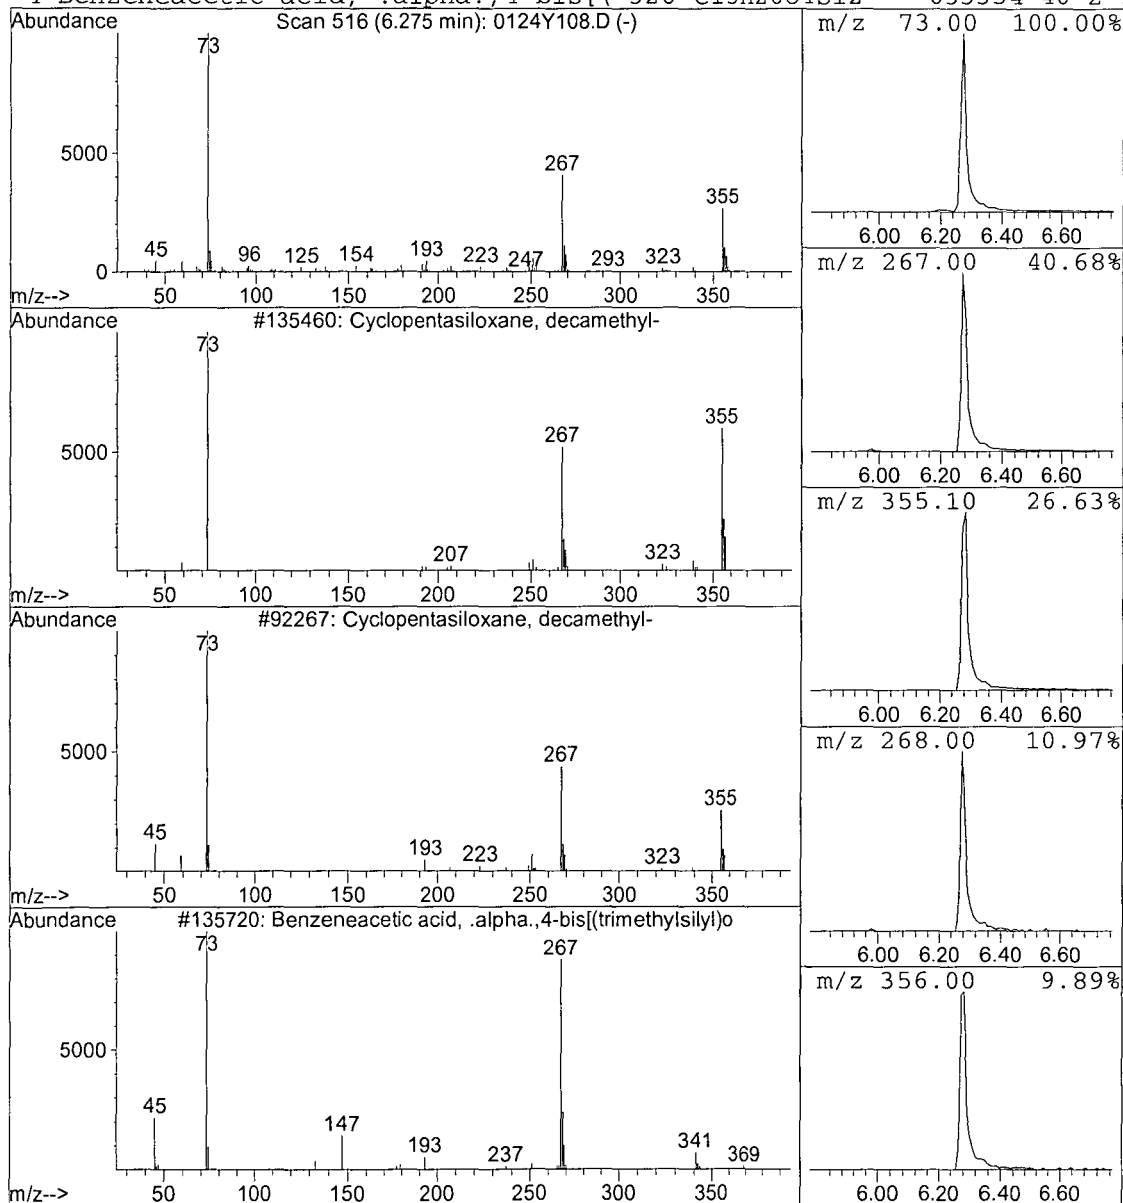 Abundance Scan 516 (6.275 min): 0124Y108.D (-)
73
5000
267
355
45 96 125 154 193 223 247 293 323
0
m/z--> 50 100 150 200 250 300 350
Abundance #135460: Cyclopentasiloxane, decamethyl-
73
5000
267
355
207
323
m/z--> 50 100 150 200 250 300 350
Abundance #92267: Cyclopentasiloxane, decamethyl-
73
5000
267
355
45 193 223 323
m/z--> 50 100 150 200 250 300 350
Abundance #135720: Benzeneacetic acid, .alpha.,4-bis[(trimethylsilyl)o
73
267
5000
45 147 193 237 341 369
m/z--> 50 100 150 200 250 300 350
m/z 73.00 100.00%
6.00 6.20 6.40 6.60
m/z 267.00 40.68%
6.00 6.20 6.40 6.60
m/z 355.10 26.63%
6.00 6.20 6.40 6.60
m/z 268.00 10.97%
6.00 6.20 6.40 6.60
m/z 356.00 9.89%
6.00 6.20 6.40 6.60